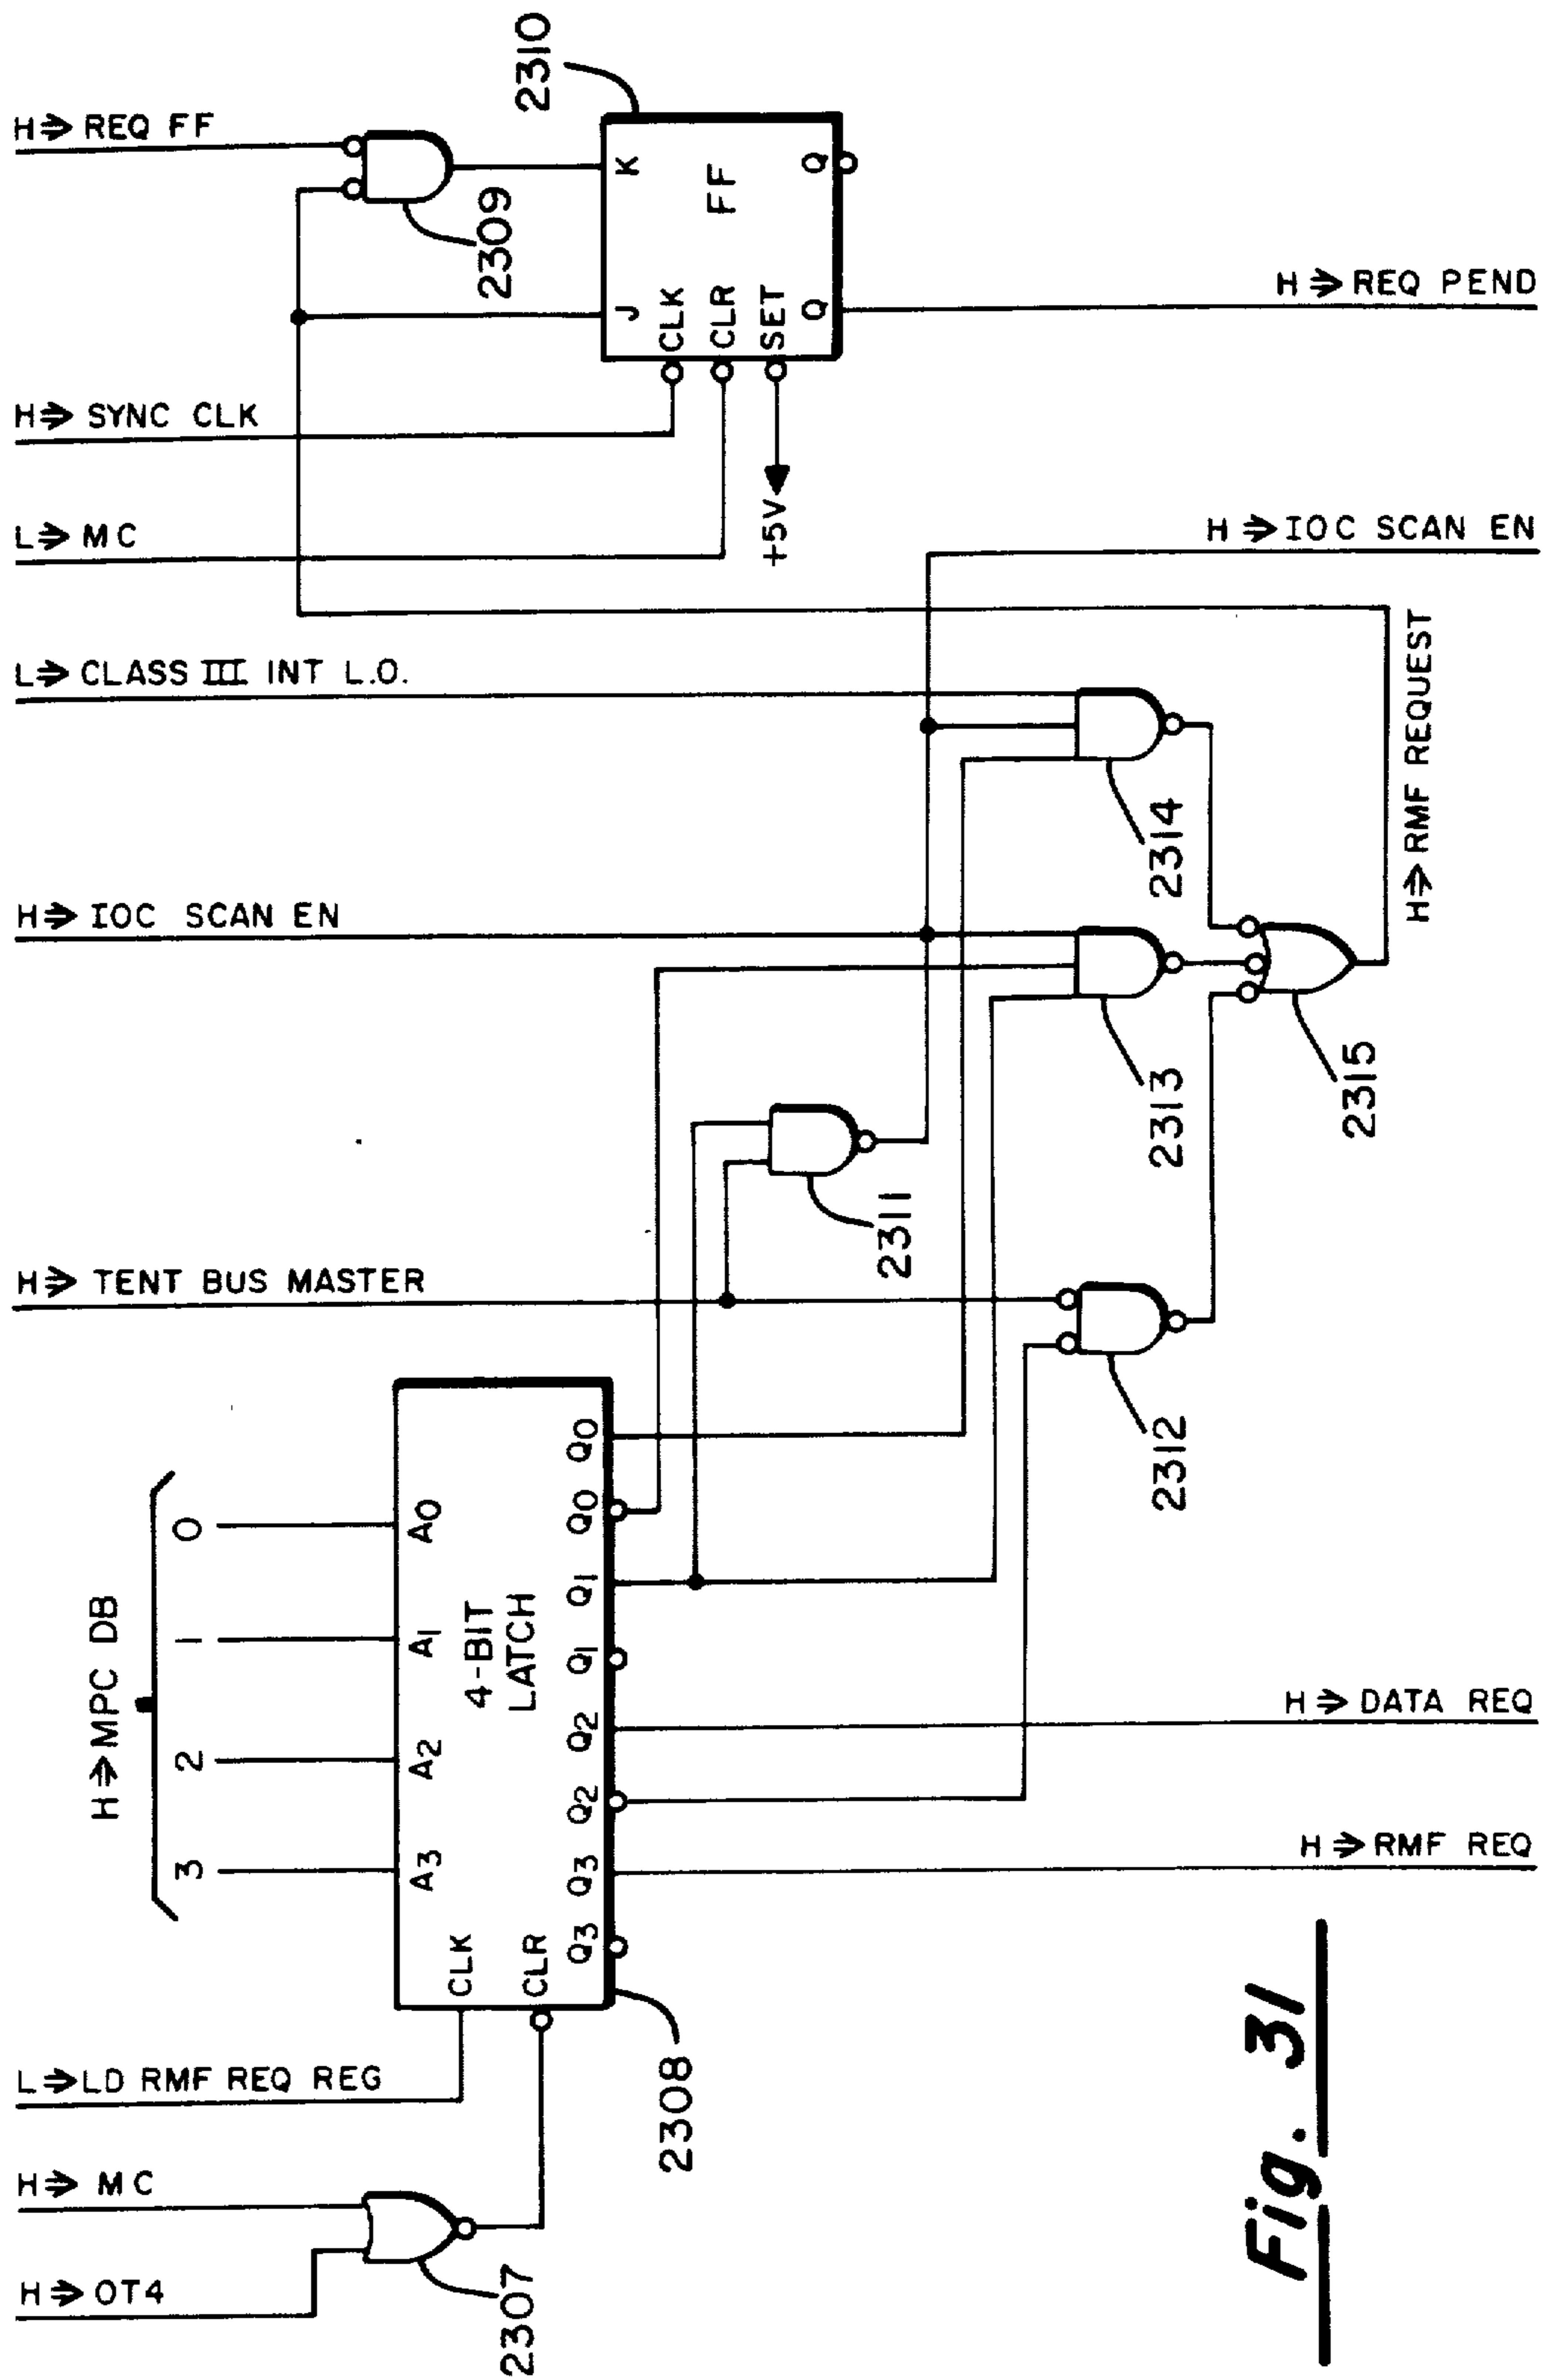 H⇒ REQ FF
2309
K
J
FF
CLK
CLR
SET
Q
Q
2310
H⇒ REQ PEND
H⇒ SYNC CLK
L⇒ MC
+5V
H⇒ IOC SCAN EN
L⇒ CLASS III INT L.O.
2314
H⇒ RMF REQUEST
H⇒ IOC SCAN EN
2313
2315
2311
H⇒ TENT BUS MASTER
2312
H⇒ MPC DB
3 2 1 0
A3 A2 A1 A0
4-BIT
LATCH
CLK
CLR
Q3 Q3 Q2 Q2 Q1 Q1 Q0 Q0
2308
H⇒ DATA REQ
H⇒ RMF REQ
L⇒ LD RMF REQ REG
H⇒ MC
H⇒ OT4
2307
Fig. 31